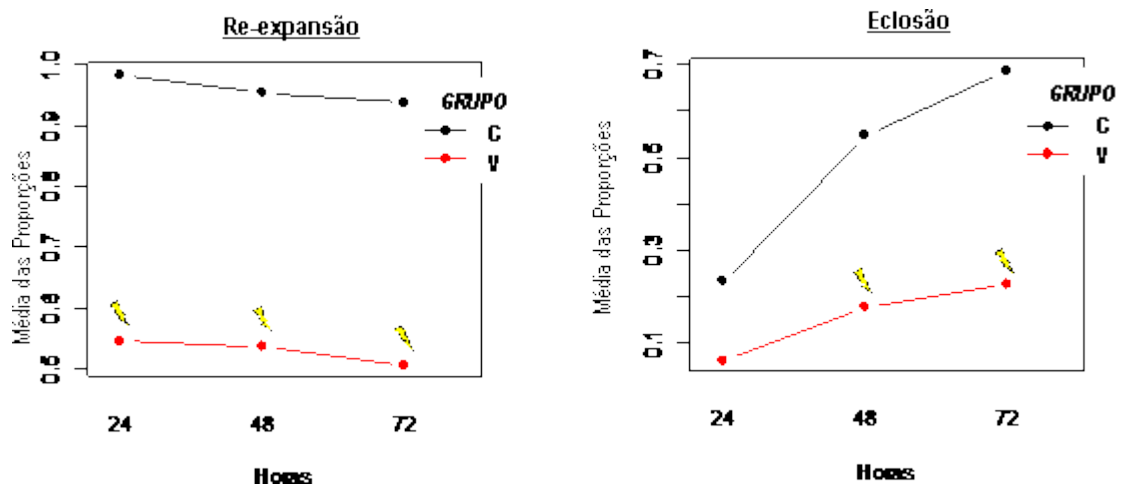 Re-expansão
Média das Proporções
1.0
0.9
0.8
0.7
0.6
0.5
GRUPO
C
V
24
48
72
Horas
Eclosão
Média das Proporções
0.7
0.5
0.3
0.1
GRUPO
C
V
24
48
72
Horas